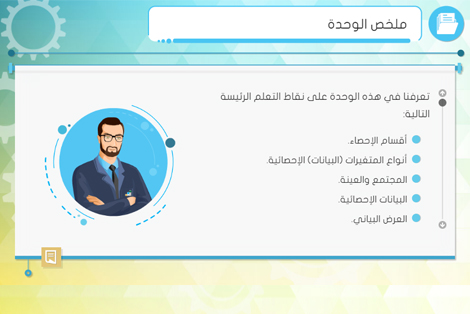 ملخص الوحدة
تعرفنا في هذه الوحدة على نقاط التعلم الرئيسة
التالية:
أقسام الإحصاء.
أنواع المتغيرات (البيانات) الإحصائية.
المجتمع والعينة.
البيانات الإحصائية.
العرض البياني.